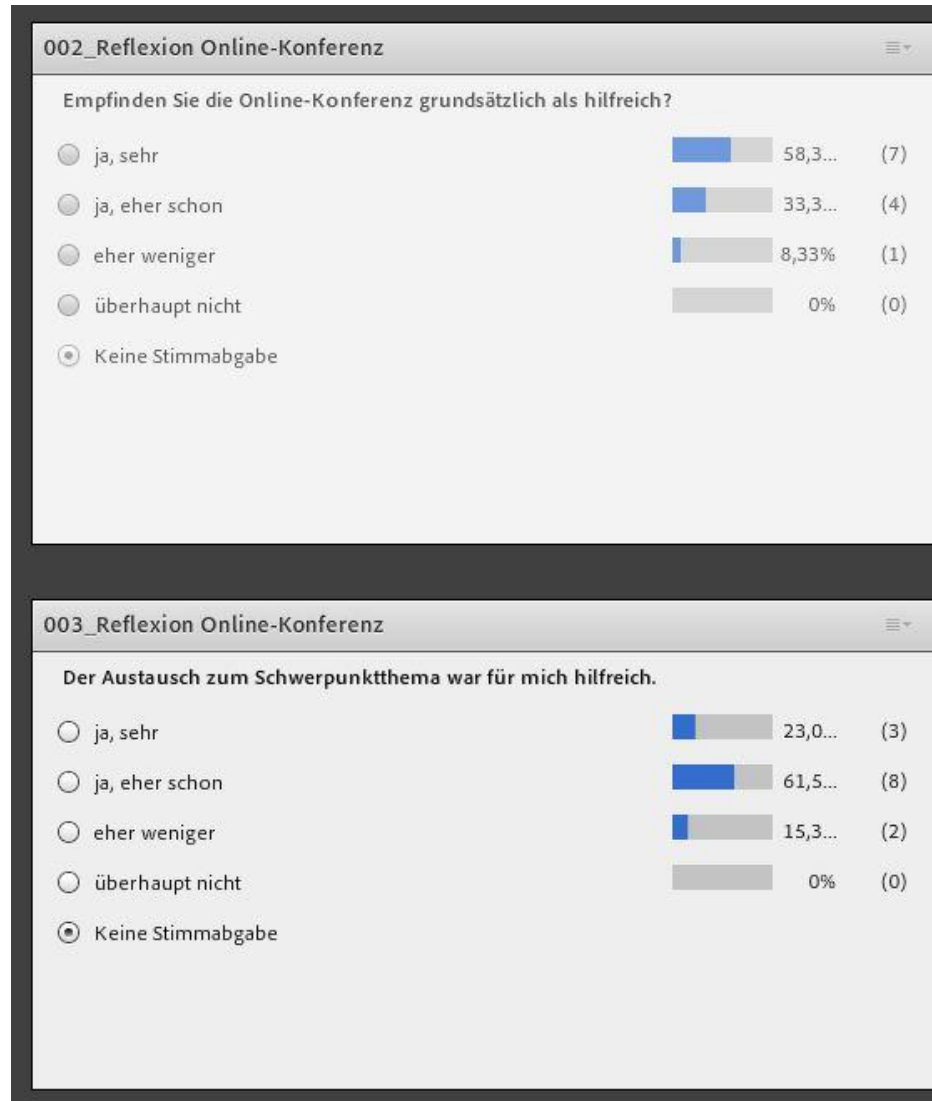 002_Reflexion Online-Konferenz
Empfinden Sie die Online-Konferenz grundsätzlich als hilfreich?
ja, sehr 58,3... (7)
ja, eher schon 33,3... (4)
eher weniger 8,33% (1)
überhaupt nicht 0% (0)
Keine Stimmabgabe
003_Reflexion Online-Konferenz
Der Austausch zum Schwerpunktthema war für mich hilfreich.
ja, sehr 23,0... (3)
ja, eher schon 61,5... (8)
eher weniger 15,3... (2)
überhaupt nicht 0% (0)
Keine Stimmabgabe